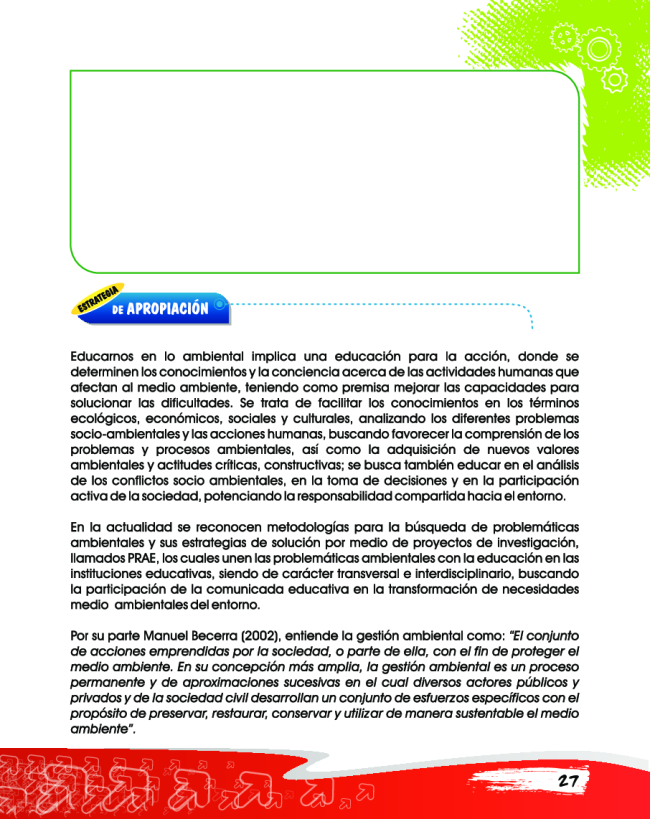 ESTRATEGIA
DE APROPIACIÓN
Educarnos en lo ambiental implica una educación para la acción, donde se
determinen los conocimientos y la conciencia acerca de las actividades humanas que
afectan al medio ambiente, teniendo como premisa mejorar las capacidades para
solucionar las dificultades. Se trata de facilitar los conocimientos en los términos
ecológicos, económicos, sociales y culturales, analizando los diferentes problemas
socio-ambientales y las acciones humanas, buscando favorecer la comprensión de los
problemas y procesos ambientales, así como la adquisición de nuevos valores
ambientales y actitudes críticas, constructivas; se busca también educar en el análisis
de los conflictos socio ambientales, en la toma de decisiones y en la participación
activa de la sociedad, potenciando la responsabilidad compartida hacia el entorno.
En la actualidad se reconocen metodologías para la búsqueda de problemáticas
ambientales y sus estrategias de solución por medio de proyectos de investigación,
llamados PRAE, los cuales unen las problemáticas ambientales con la educación en las
instituciones educativas, siendo de carácter transversal e interdisciplinario, buscando
la participación de la comunicada educativa en la transformación de necesidades
medio ambientales del entorno.
Por su parte Manuel Becerra (2002), entiende la gestión ambiental como: "El conjunto
de acciones emprendidas por la sociedad, o parte de ella, con el fin de proteger el
medio ambiente. En su concepción más amplia, la gestión ambiental es un proceso
permanente y de aproximaciones sucesivas en el cual diversos actores públicos y
privados y de la sociedad civil desarrollan un conjunto de esfuerzos específicos con el
propósito de preservar, restaurar, conservar y utilizar de manera sustentable el medio
ambiente".
27